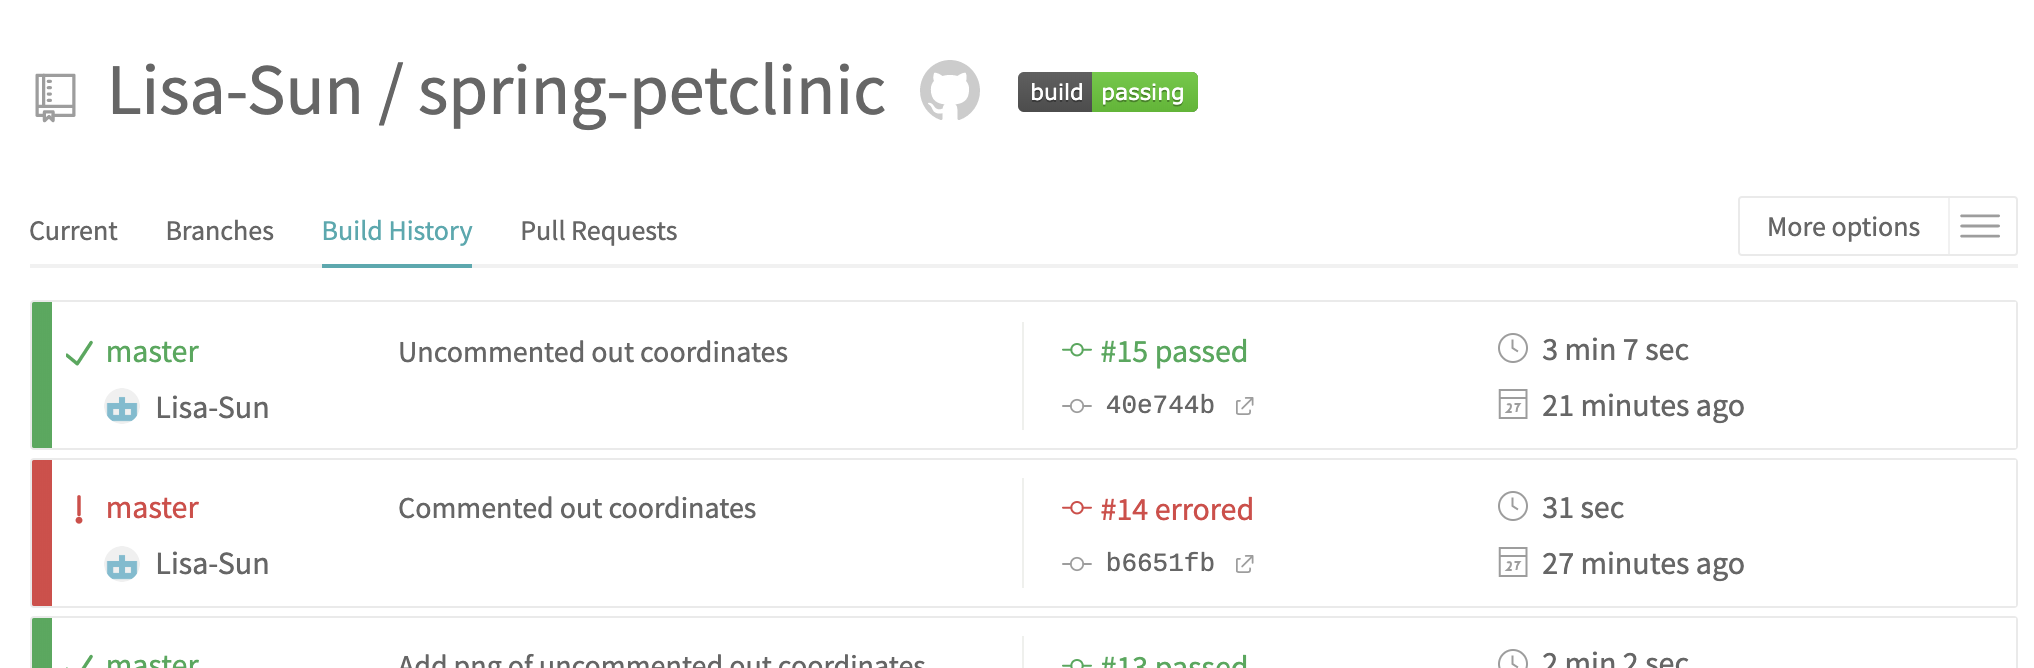 Lisa-Sun / spring-petclinic build passing
Current Branches Build History Pull Requests More options
master Uncommented out coordinates #15 passed 3 min 7 sec
Lisa-Sun 40e744b 27 21 minutes ago
! master Commented out coordinates #14 errored 31 sec
Lisa-Sun b6651fb 27 27 minutes ago
master Add png of uncommented out coordinates #13 passed 2 min 2 sec